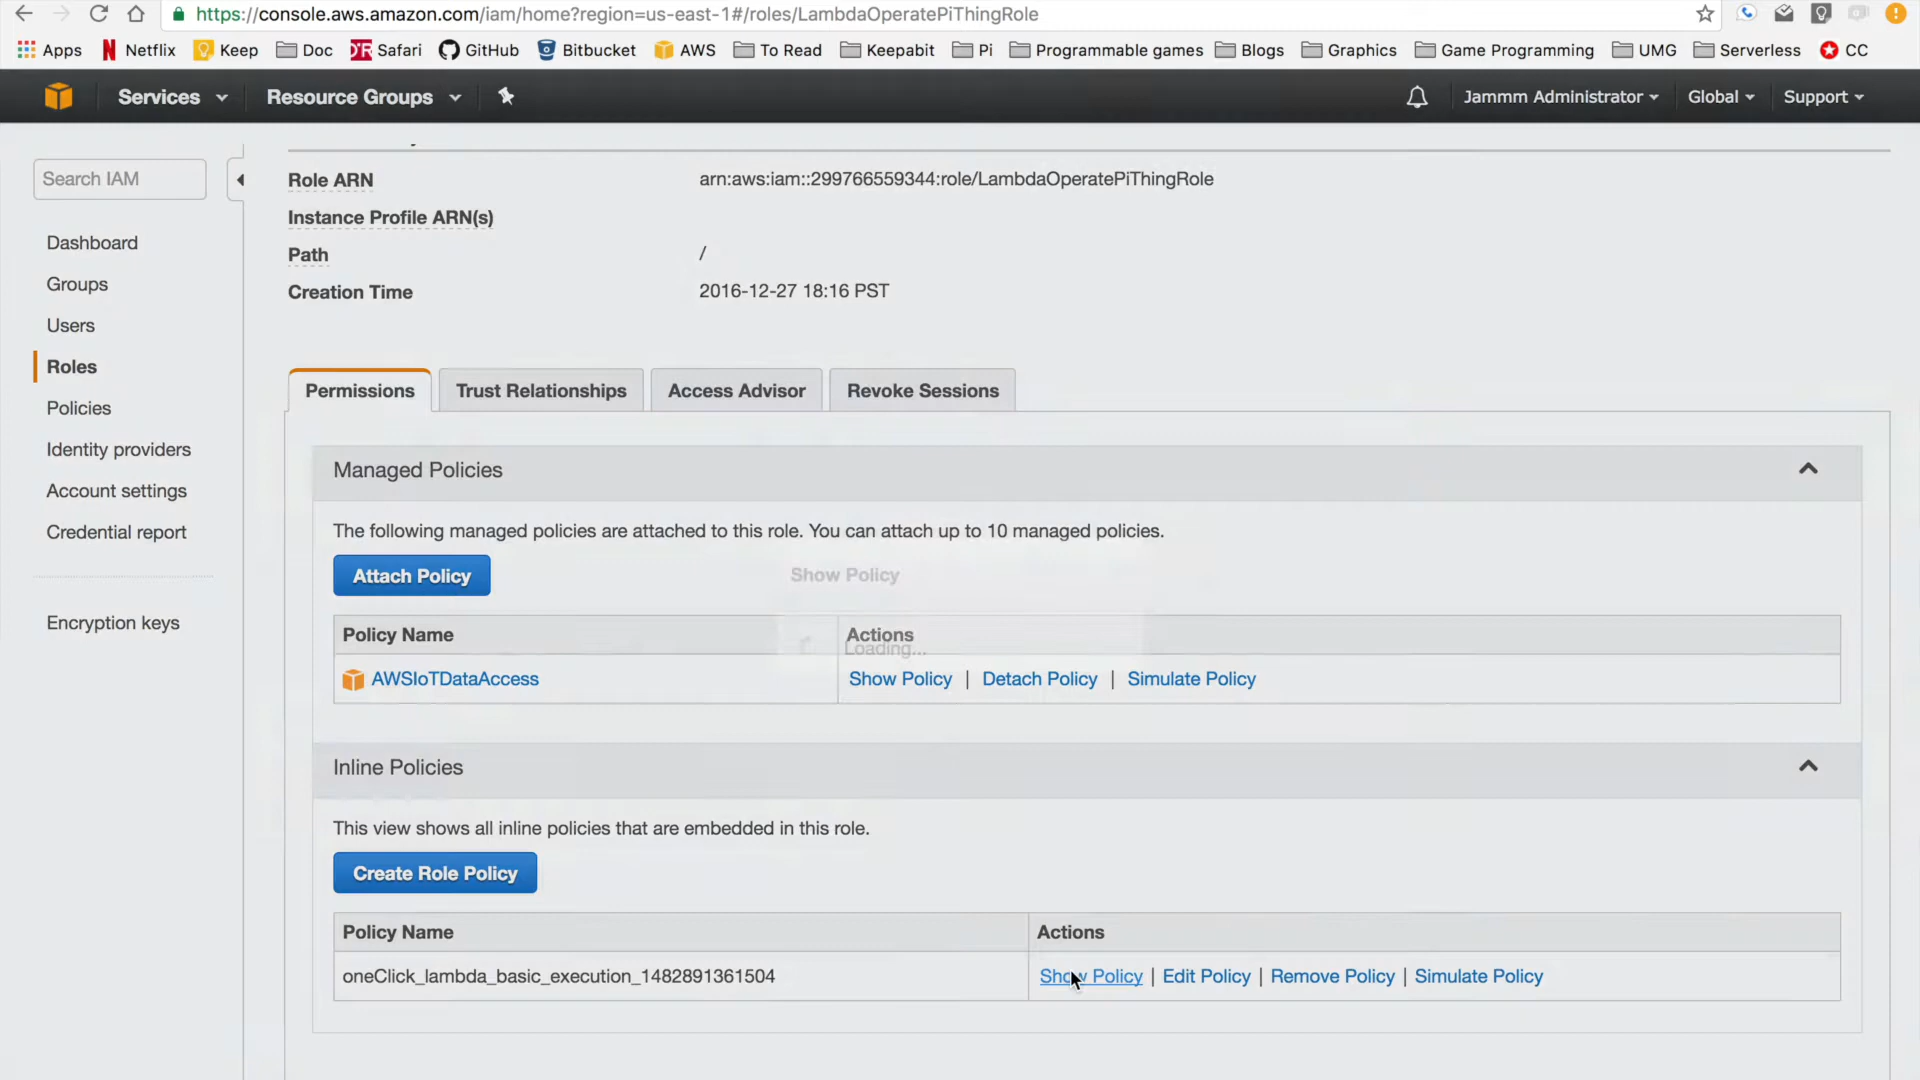 https://console.aws.amazon.com/iam/home?region=us-east-1#/roles/LambdaOperatePiThingRole
Apps Netflix Keep Doc Safari GitHub Bitbucket AWS To Read Keepabit Pi Programmable games Blogs Graphics Game Programming UMG Serverless CC
Services Resource Groups Jammm Administrator Global Support
Search IAM
Dashboard
Groups
Users
Roles
Policies
Identity providers
Account settings
Credential report
Encryption keys
Role ARN arn:aws:iam::299766559344:role/LambdaOperatePiThingRole
Instance Profile ARN(s)
Path /
Creation Time 2016-12-27 18:16 PST
Permissions Trust Relationships Access Advisor Revoke Sessions
Managed Policies
The following managed policies are attached to this role. You can attach up to 10 managed policies.
Attach Policy Show Policy
Policy Name Actions
Loading...
AWSIoTDataAccess Show Policy | Detach Policy | Simulate Policy
Inline Policies
This view shows all inline policies that are embedded in this role.
Create Role Policy
Policy Name Actions
oneClick_lambda_basic_execution_1482891361504 Show Policy | Edit Policy | Remove Policy | Simulate Policy